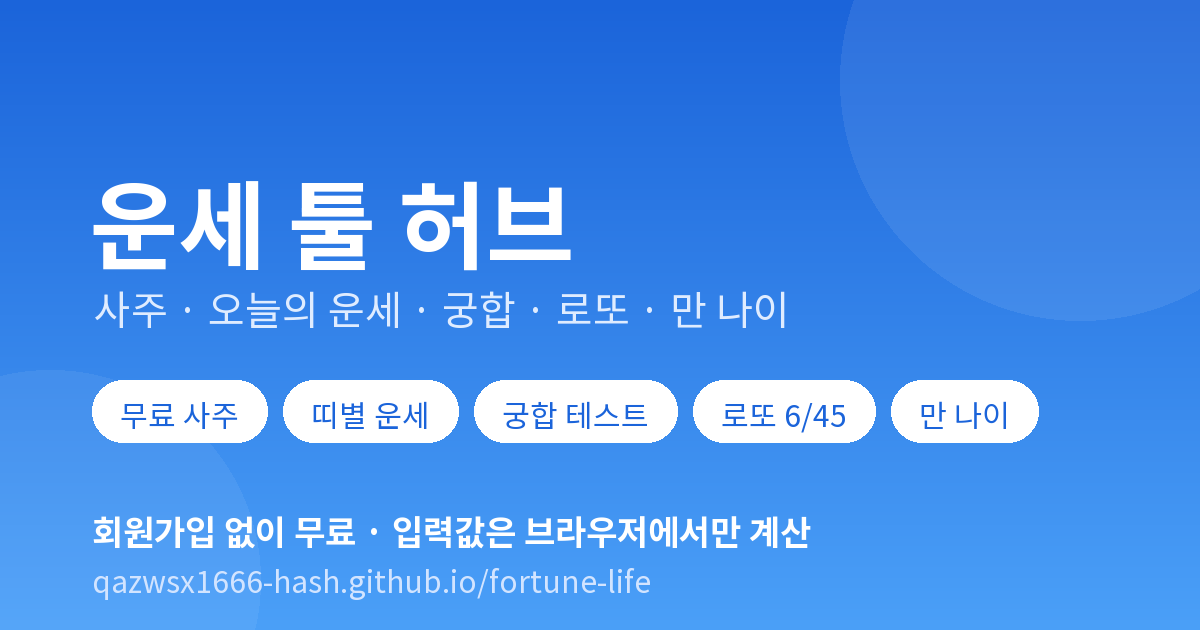 운세 툴 허브
사주 · 오늘의 운세 · 궁합 · 로또 · 만 나이
무료 사주 띠별 운세 궁합 테스트 로또 6/45 만 나이
회원가입 없이 무료 · 입력값은 브라우저에서만 계산
qazwsx1666-hash.github.io/fortune-life